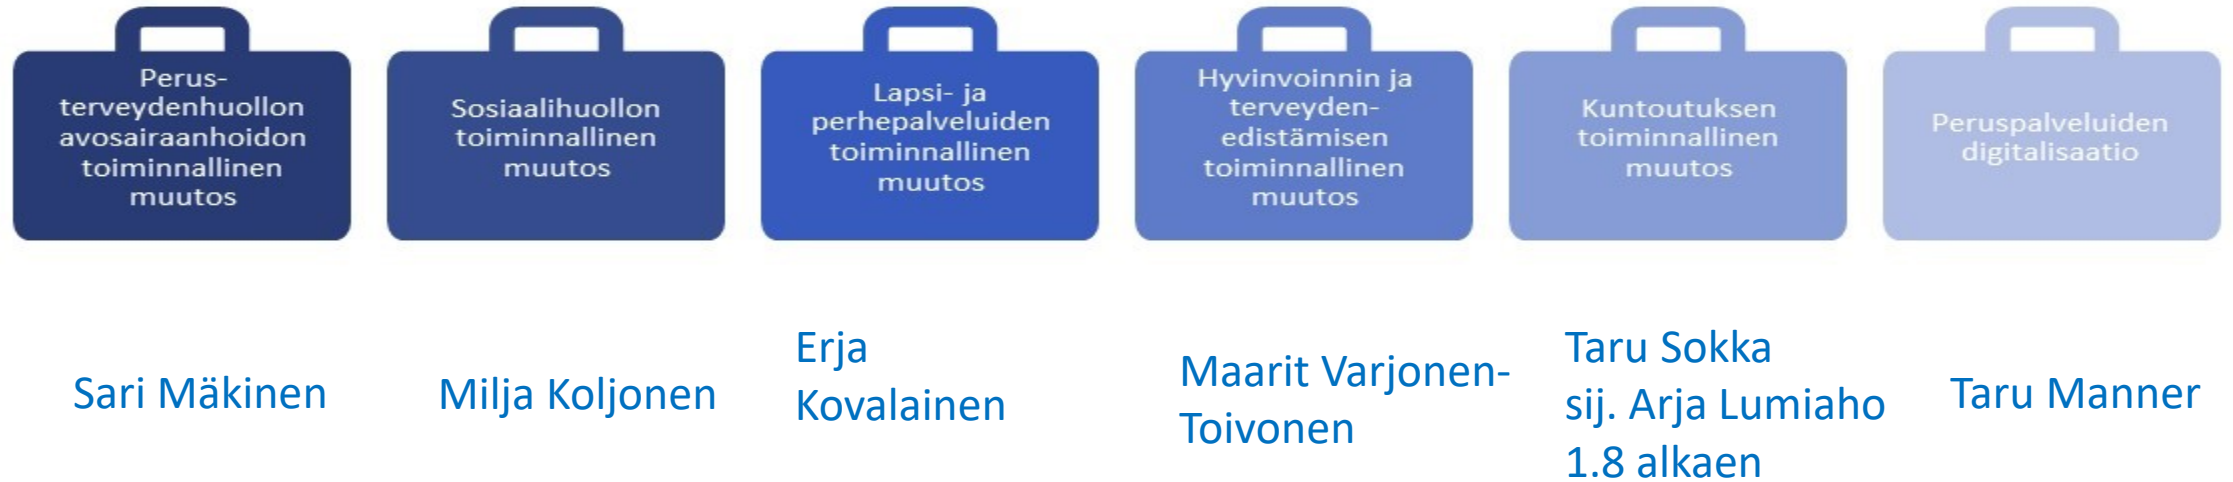 Perus-
terveydenhuollon
avosairaanhoidon
toiminnallinen
muutos
Sosiaalihuollon
toiminnallinen
muutos
Lapsi- ja
perhepalveluiden
toiminnallinen
muutos
Hyvinvoinnin ja
terveyden-
edistämisen
toiminnallinen
muutos
Kuntoutuksen
toiminnallinen
muutos
Peruspalveluiden
digitalisaatio
Sari Mäkinen
Milja Koljonen
Erja
Kovalainen
Maarit Varjonen-
Toivonen
Taru Sokka
sij. Arja Lumiaho
1.8 alkaen
Taru Manner